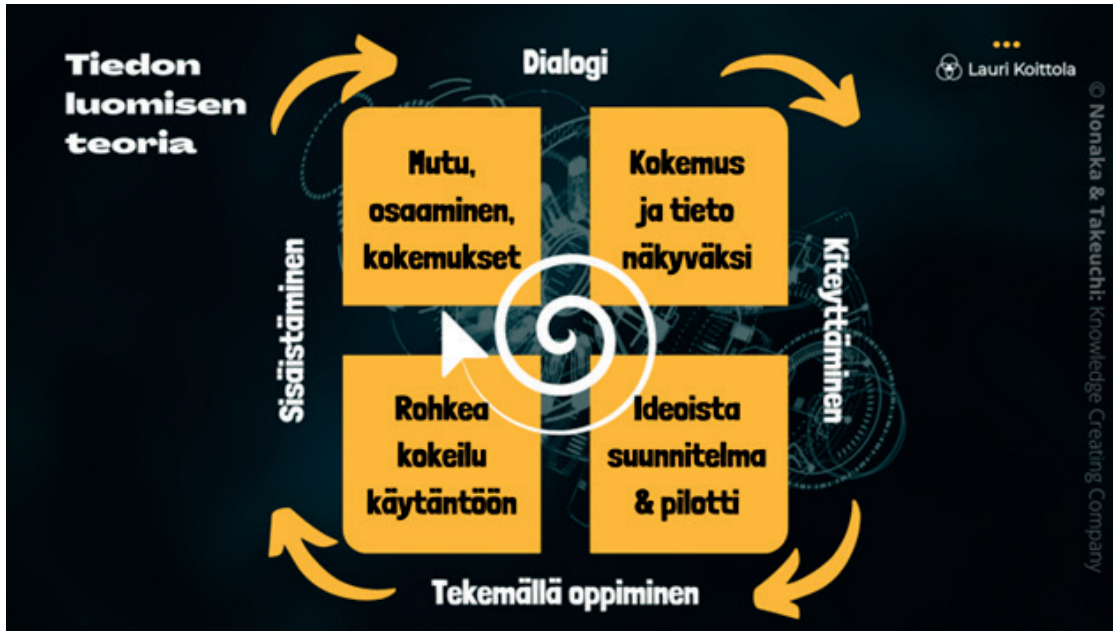 Tiedon
luomisen
teoria
Dialogi
Lauri Koittola
Mutu,
osaaminen,
kokemukset
Kokemus
ja tieto
näkyväksi
Sisäistäminen
Kiteyttäminen
Rohkea
kokeilu
käytäntöön
Ideoista
suunnitelma
& pilotti
Tekemällä oppiminen
© Nonaka & Takeuchi: Knowledge Creating Company